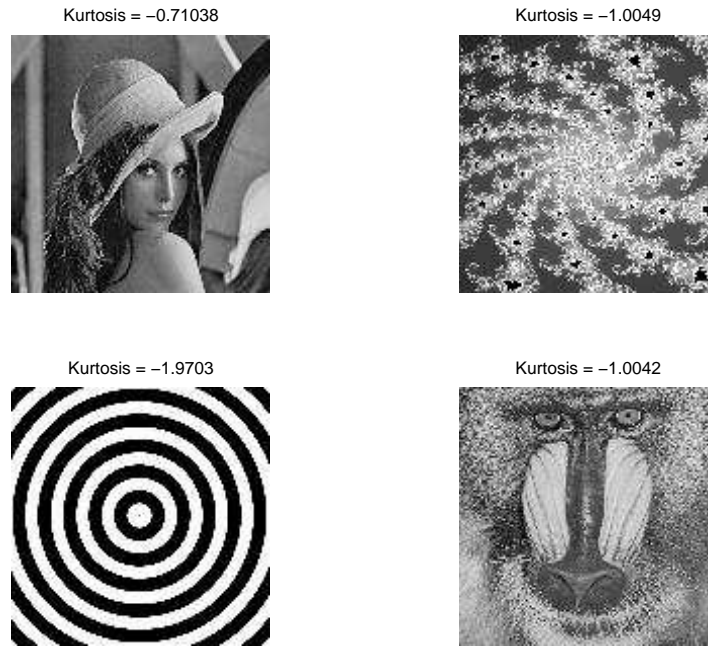 Kurtosis = −0.71038
Kurtosis = −1.0049
Kurtosis = −1.9703
Kurtosis = −1.0042